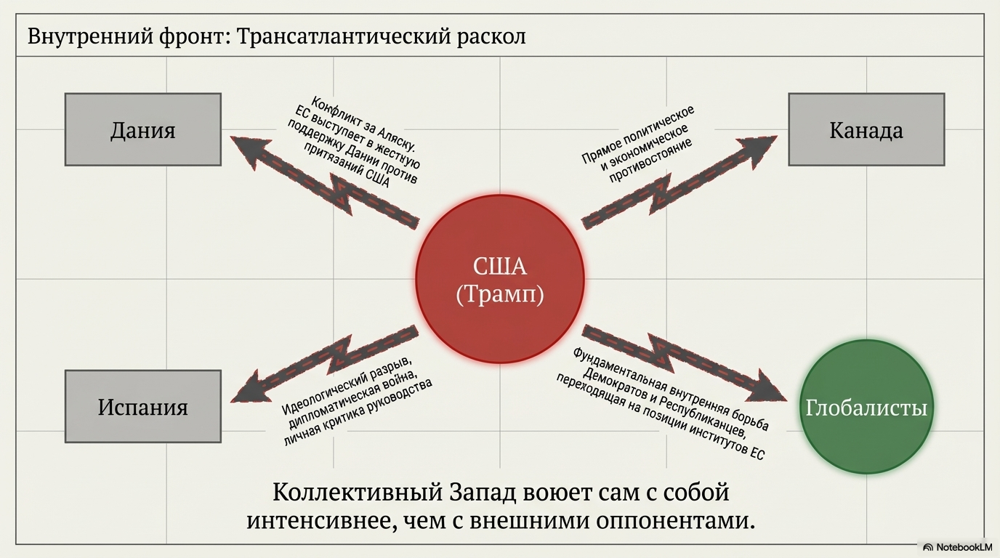 Внутренний фронт: Трансатлантический раскол
Дания
Конфликт за Аляску.
ЕС выступает в жесткую
поддержку Дании против
притязаний США
Прямое политическое
и экономическое
противостояние
Канада
США
(Трамп)
Испания
Идеологический разрыв,
дипломатическая война,
личная критика руководства
Фундаментальная внутренняя борьба
Демократов и Республиканцев,
переходящая на позиции институтов ЕС
Глобалисты
Коллективный Запад воюет сам с собой
интенсивнее, чем с внешними оппонентами.
NotebookLM